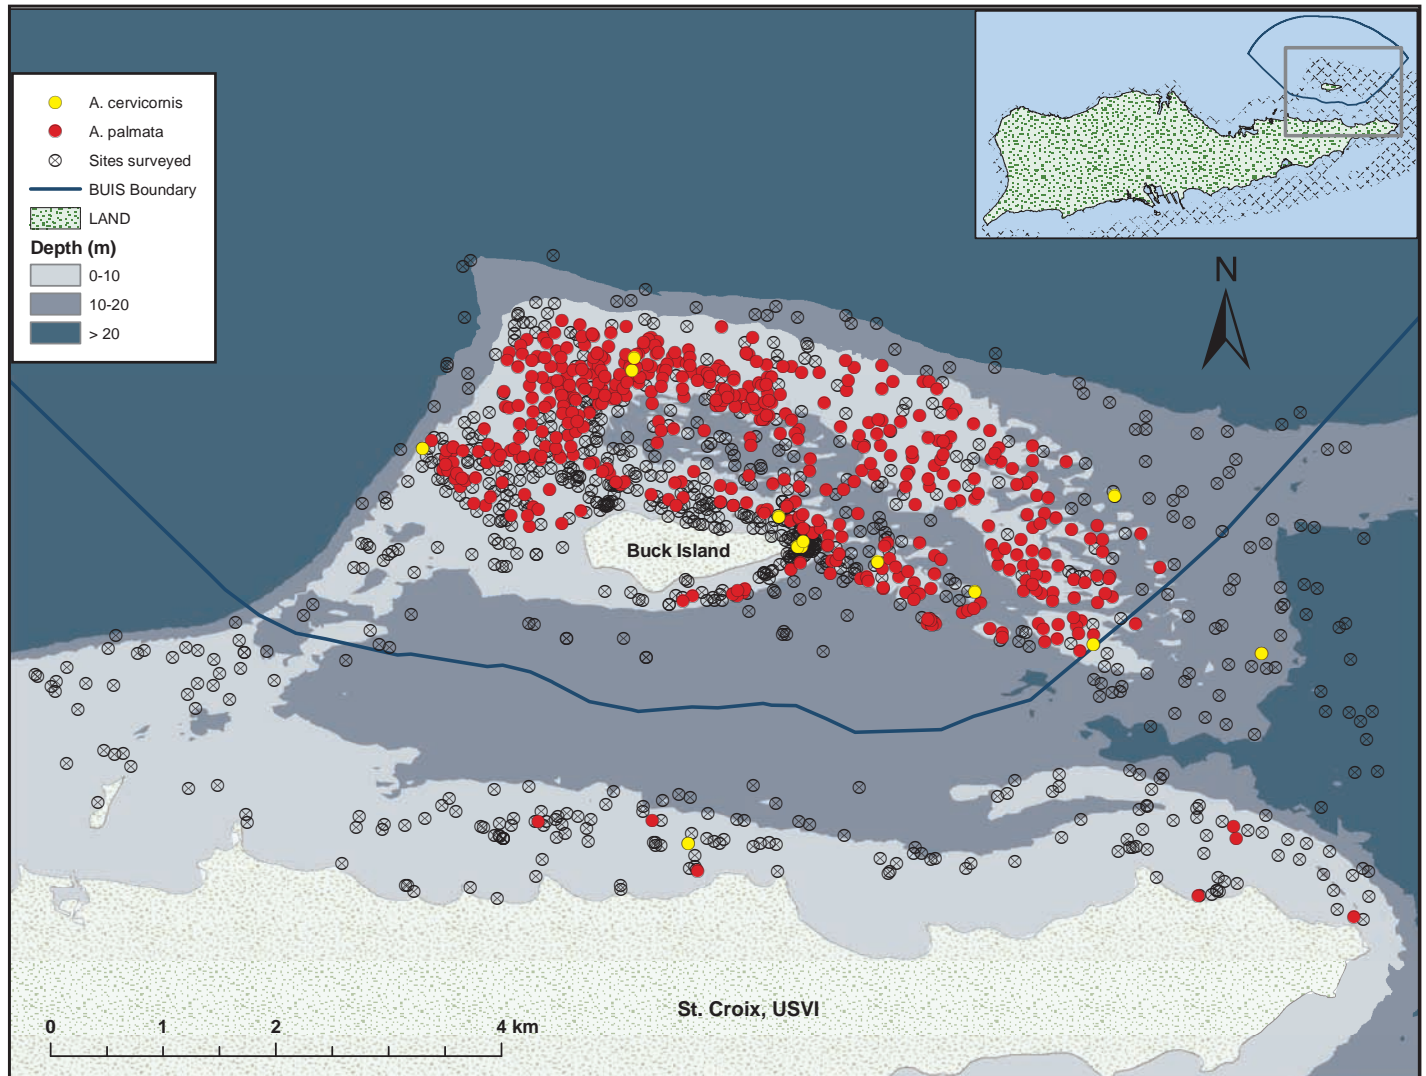 A. cervicornis
A. palmata
Sites surveyed
BUIS Boundary
LAND
Depth (m)
0-10
10-20
> 20
N
Buck Island
St. Croix, USVI
0 1 2 4 km